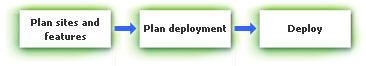 Plan sites and
features
Plan deployment
Deploy